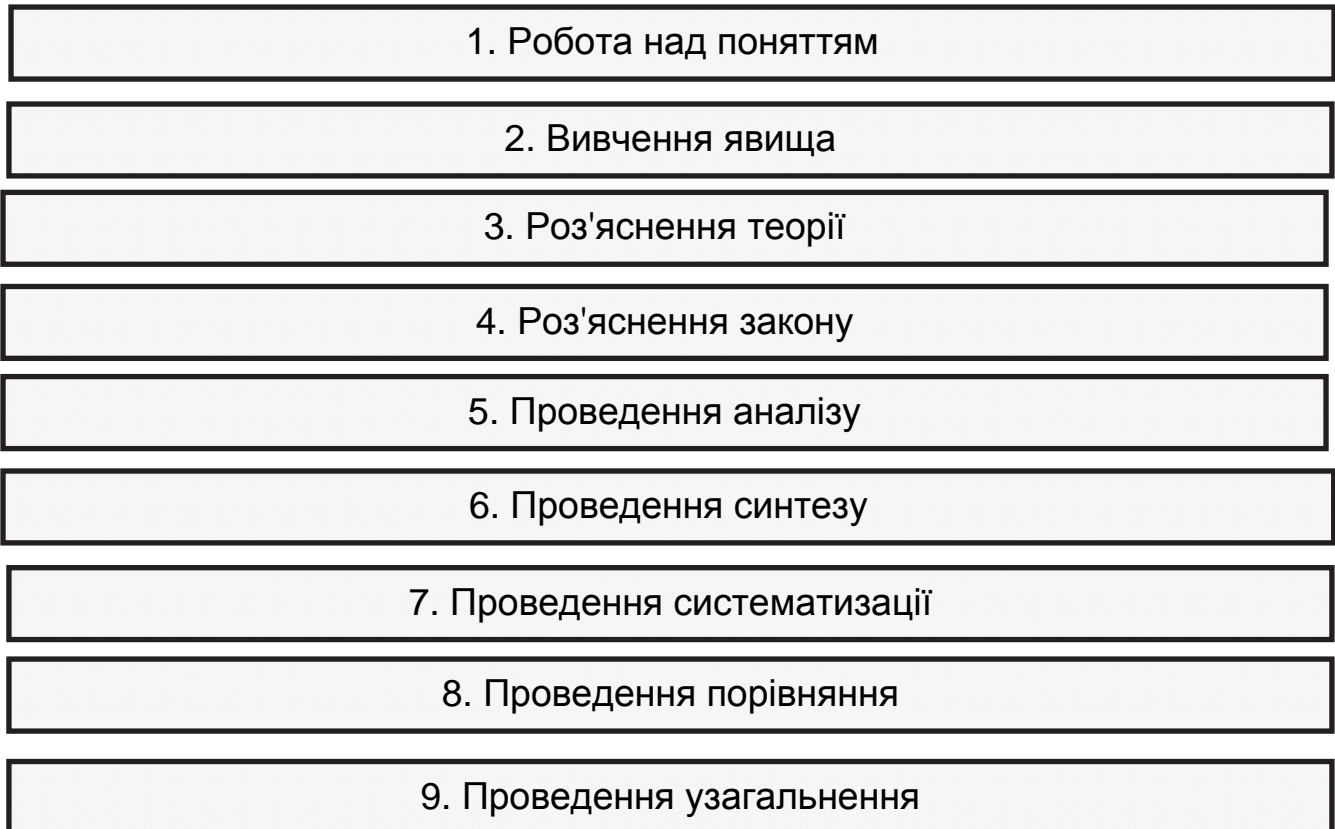 1. Робота над поняттям
2. Вивчення явища
3. Роз'яснення теорії
4. Роз'яснення закону
5. Проведення аналізу
6. Проведення синтезу
7. Проведення систематизації
8. Проведення порівняння
9. Проведення узагальнення